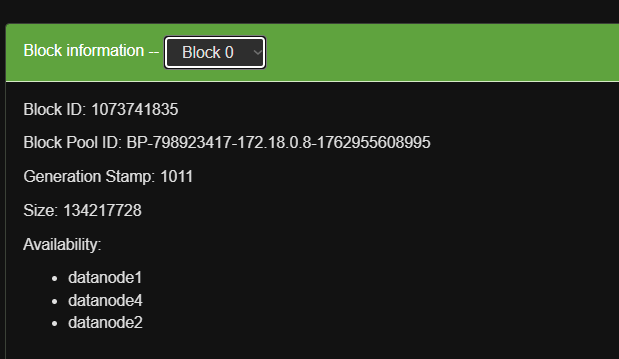 Block information -- Block 0
Block ID: 1073741835
Block Pool ID: BP-798923417-172.18.0.8-1762955608995
Generation Stamp: 1011
Size: 134217728
Availability:
datanode1
datanode4
datanode2